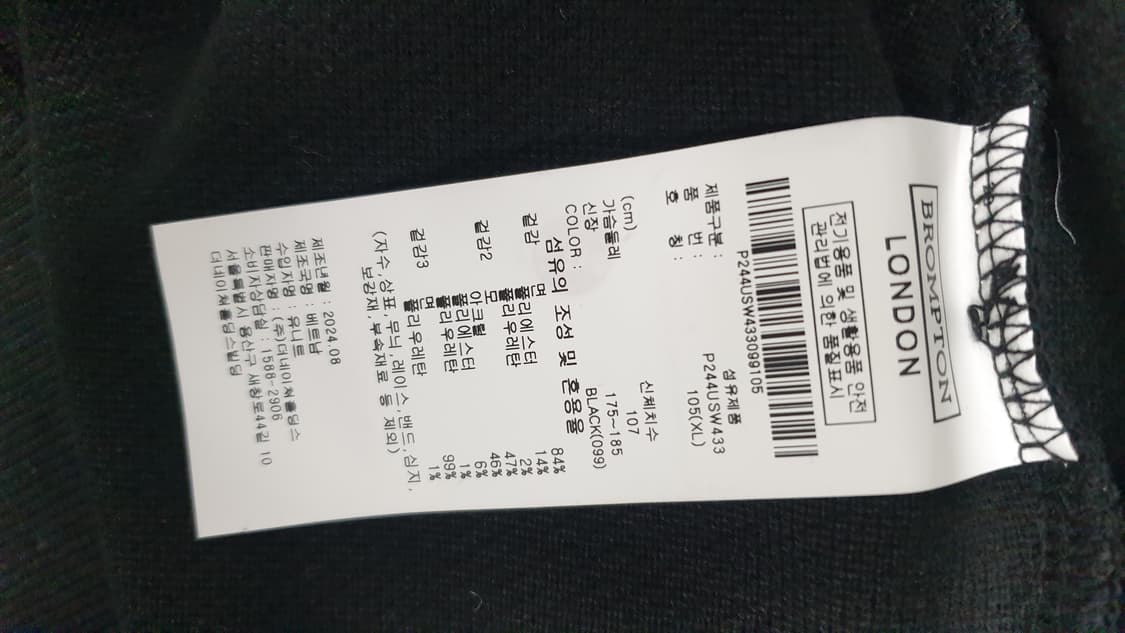 BROMPTON
LONDON
전기용품 및 생활용품 안전
관리법에 의한 품질표시
P244USW433099105
제품구분 : 섬유제품
품 번 : P244USW433
호 칭 : 105(XL)
(cm) 신체치수
가슴둘레 107
신장 175~185
COLOR : BLACK(099)
섬유의 조성 및 혼용율
겉감 면 84%
폴리에스터 14%
폴리우레탄 2%
겉감2 모 47%
아크릴 46%
폴리에스터 6%
폴리우레탄 1%
겉감3 면 99%
폴리우레탄 1%
(자수,상표,무늬,레이스,밴드,심지,
보강재,부속재료 등 제외)
제조년월 : 2024.08
제조국명 : 베트남
수입자명 : 유니트
판매자명 : (주)더네이쳐홀딩스
소비자상담실 : 1588-2906
서울특별시 용산구 새창로44길 10
더네이쳐홀딩스빌딩